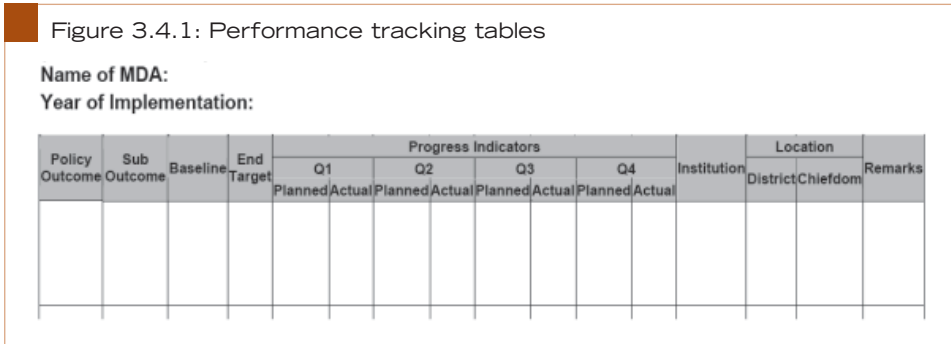 Figure 3.4.1: Performance tracking tables
Name of MDA:
Year of Implementation:
Policy Outcome Sub Outcome Baseline End Target Progress Indicators Institution Location Remarks
Q1 Q2 Q3 Q4 District Chiefdom
Planned Actual Planned Actual Planned Actual Planned Actual